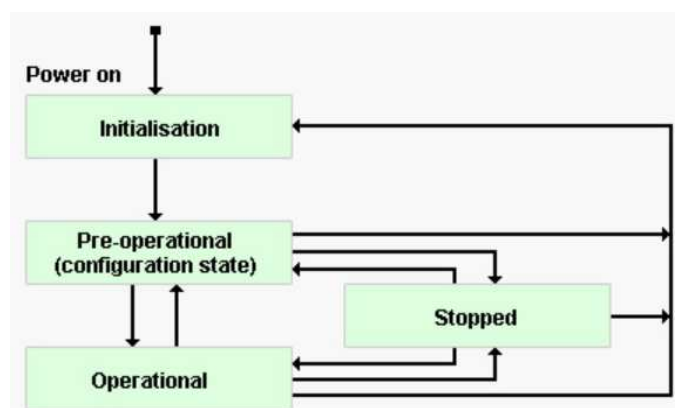 Power on
Initialisation
Pre-operational
(configuration state)
Stopped
Operational